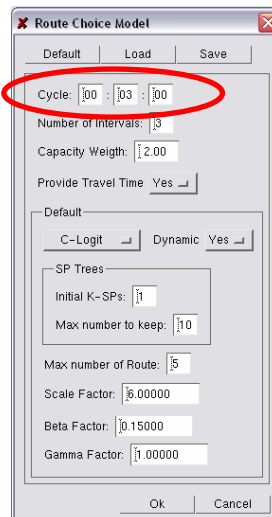 Route Choice Model
Default Load Save
Cycle: 00 : 03 : 00
Number of Intervals: 3
Capacity Weigth: 2.00
Provide Travel Time Yes
Default
C-Logit Dynamic Yes
SP Trees
Initial K-SPs: 1
Max number to keep: 10
Max number of Route: 5
Scale Factor: 6.00000
Beta Factor: 0.15000
Gamma Factor: 1.00000
Ok Cancel